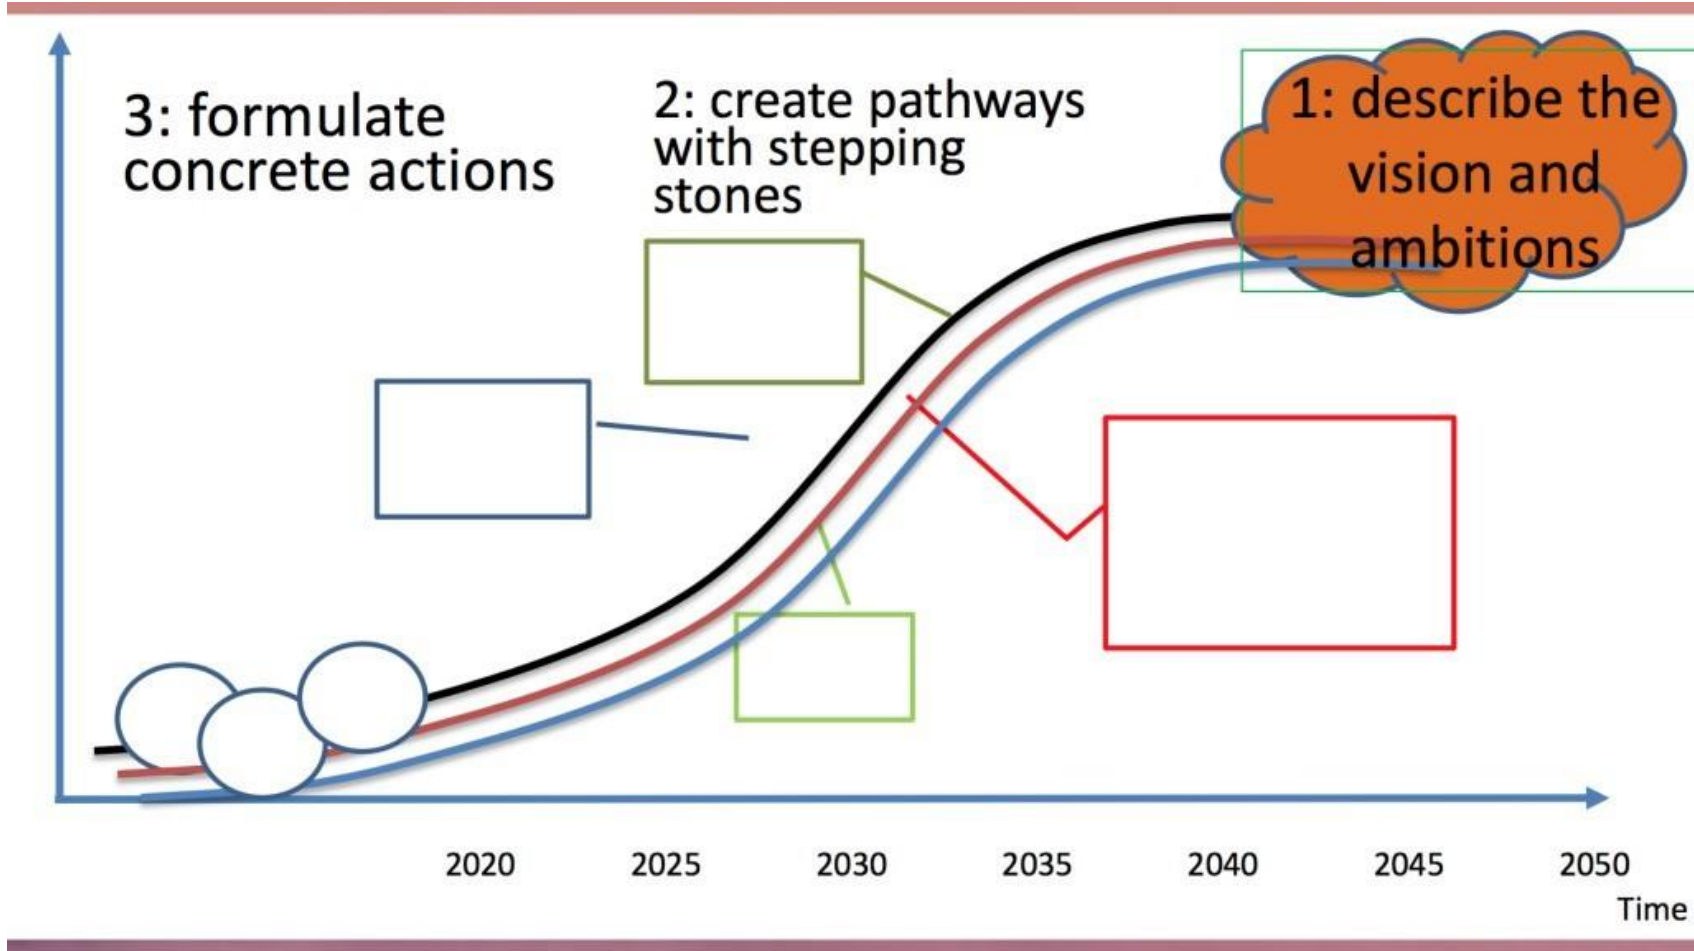 3: formulate
concrete actions
2: create pathways
with stepping
stones
1: describe the
vision and
ambitions
2020 2025 2030 2035 2040 2045 2050
Time